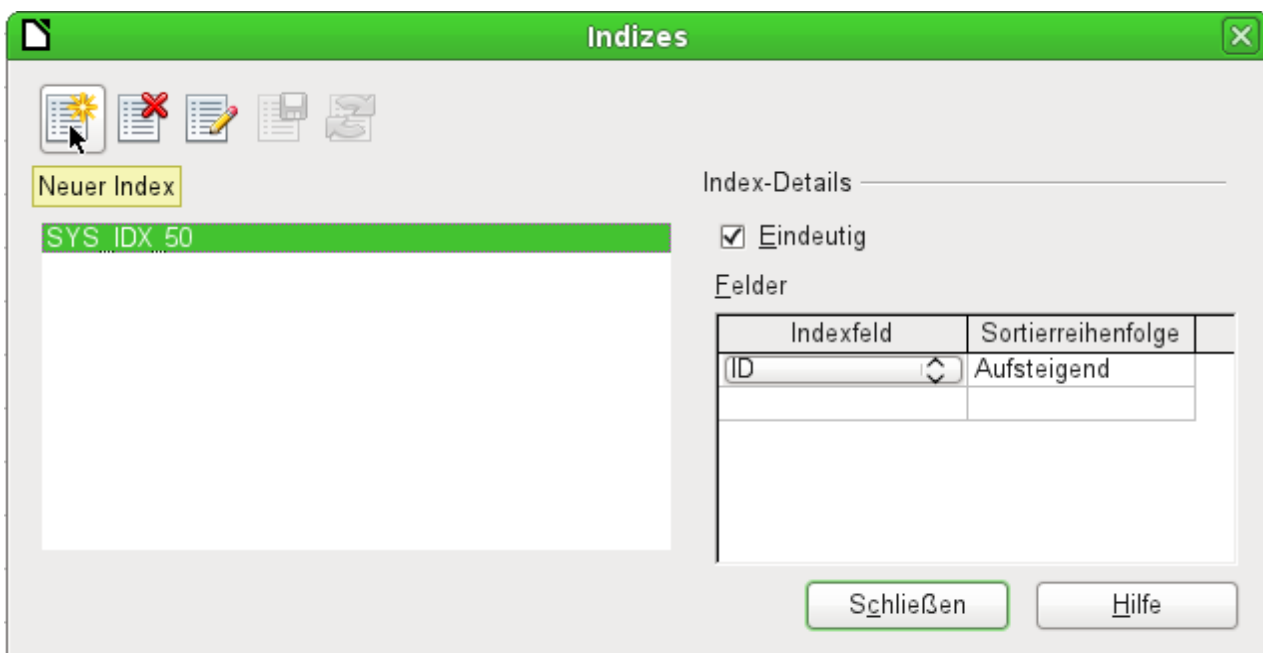 Indizes
Neuer Index
Index-Details
SYS_IDX_50
Eindeutig
Felder
Indexfeld Sortierreihenfolge
ID Aufsteigend
Schließen Hilfe